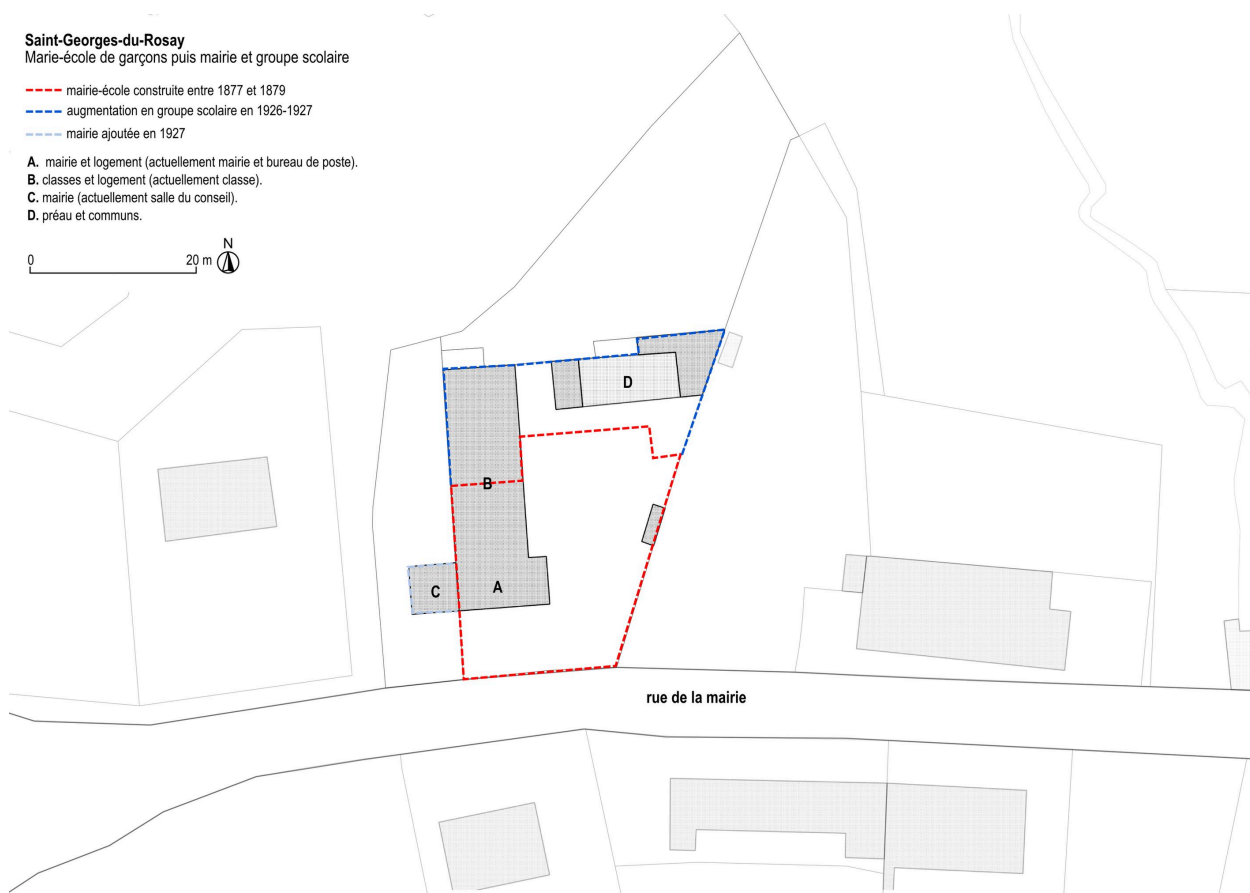 Saint-Georges-du-Rosay
Marie-école de garçons puis mairie et groupe scolaire
mairie-école construite entre 1877 et 1879
augmentation en groupe scolaire en 1926-1927
mairie ajoutée en 1927
A. mairie et logement (actuellement mairie et bureau de poste).
B. classes et logement (actuellement classe).
C. mairie (actuellement salle du conseil).
D. préau et communs.
N
0 20 m
D
B
C
A
rue de la mairie